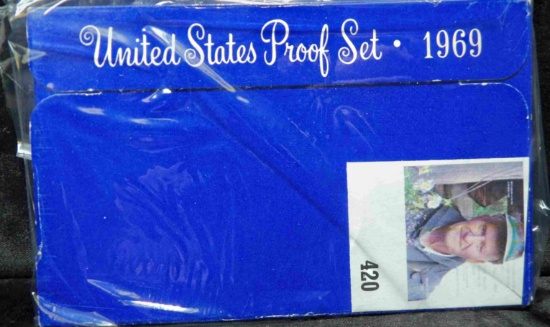 United States Proof Set · 1969
420